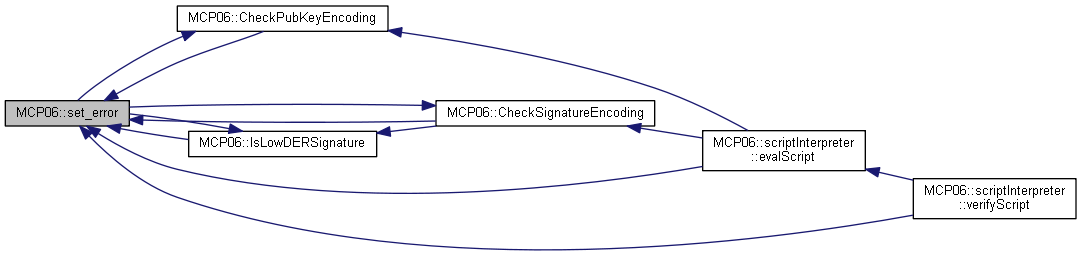 MCP06::CheckPubKeyEncoding
MCP06::set_error
MCP06::CheckSignatureEncoding
MCP06::IsLowDERSignature
MCP06::scriptInterpreter
::evalScript
MCP06::scriptInterpreter
::verifyScript